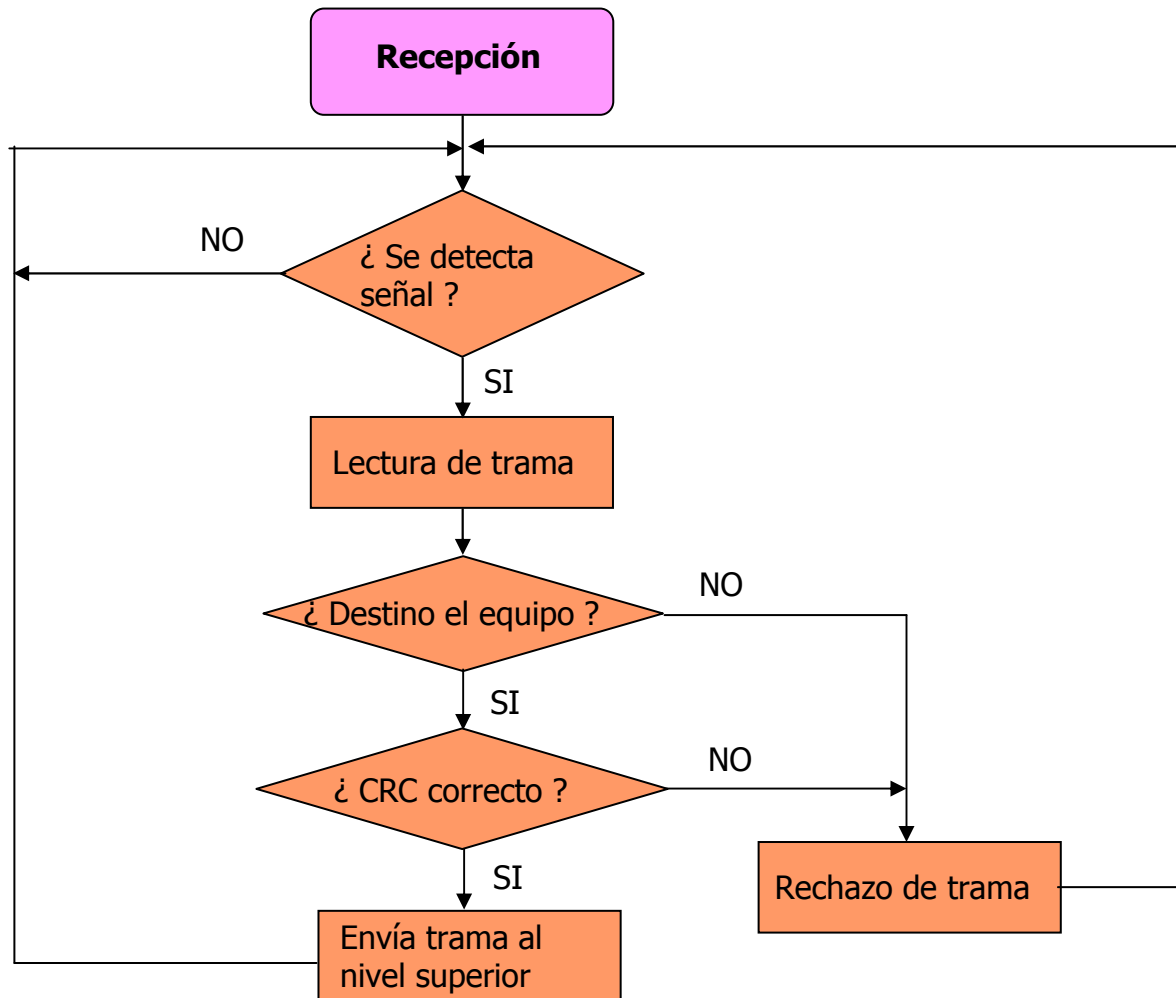 Recepción
NO
¿ Se detecta
señal ?
SI
Lectura de trama
NO
¿ Destino el equipo ?
SI
NO
¿ CRC correcto ?
SI
Rechazo de trama
Envía trama al
nivel superior